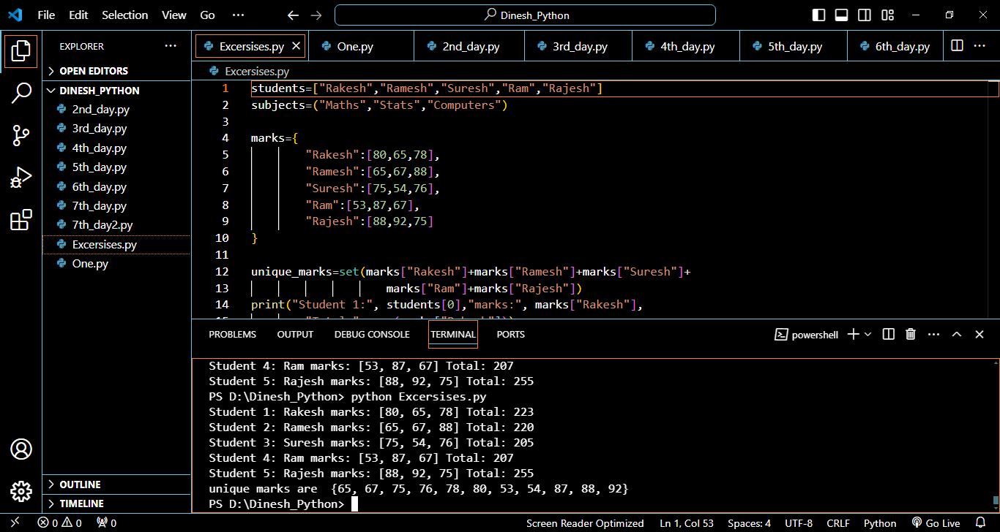 File Edit Selection View Go ··· Dinesh_Python
EXPLORER ···
OPEN EDITORS
DINESH_PYTHON
2nd_day.py
3rd_day.py
4th_day.py
5th_day.py
6th_day.py
7th_day.py
7th_day2.py
Excersises.py
One.py
OUTLINE
TIMELINE
Excersises.py One.py 2nd_day.py 3rd_day.py 4th_day.py 5th_day.py 6th_day.py ···
Excersises.py
1 students=["Rakesh","Ramesh","Suresh","Ram","Rajesh"]
2 subjects=("Maths","Stats","Computers")
3
4 marks={
5 "Rakesh":[80,65,78],
6 "Ramesh":[65,67,88],
7 "Suresh":[75,54,76],
8 "Ram":[53,87,67],
9 "Rajesh":[88,92,75]
10 }
11
12 unique_marks=set(marks["Rakesh"]+marks["Ramesh"]+marks["Suresh"]+
13 marks["Ram"]+marks["Rajesh"])
14 print("Student 1:", students[0],"marks:", marks["Rakesh"],
PROBLEMS OUTPUT DEBUG CONSOLE TERMINAL PORTS powershell ···
Student 4: Ram marks: [53, 87, 67] Total: 207
Student 5: Rajesh marks: [88, 92, 75] Total: 255
PS D:\Dinesh_Python> python Excersises.py
Student 1: Rakesh marks: [80, 65, 78] Total: 223
Student 2: Ramesh marks: [65, 67, 88] Total: 220
Student 3: Suresh marks: [75, 54, 76] Total: 205
Student 4: Ram marks: [53, 87, 67] Total: 207
Student 5: Rajesh marks: [88, 92, 75] Total: 255
unique marks are  {65, 67, 75, 76, 78, 80, 53, 54, 87, 88, 92}
PS D:\Dinesh_Python>
0 0 0 Screen Reader Optimized Ln 1, Col 53 Spaces: 4 UTF-8 CRLF Python Go Live